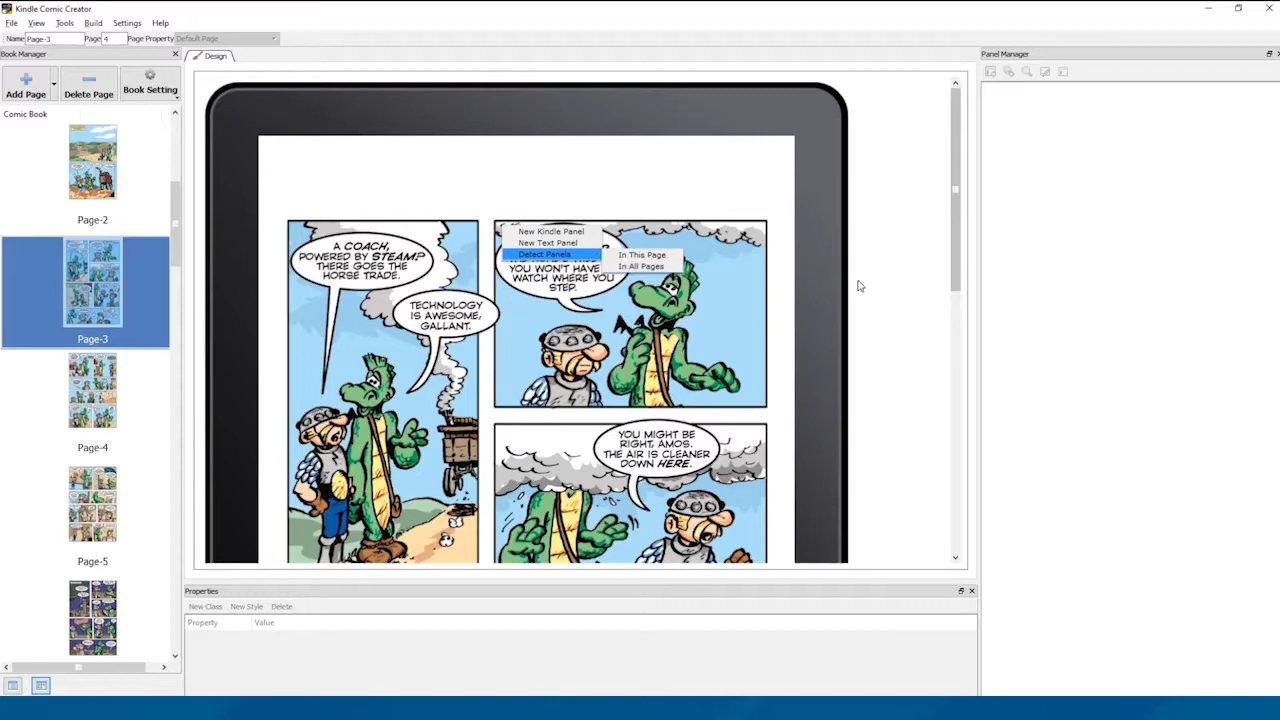 Kindle Comic Creator
File View Tools Build Settings Help
Name Page-3 Page 4 Page Property Default Page
Book Manager
Design
Panel Manager
Add Page Delete Page Book Setting
Comic Book
Page-2
Page-3
Page-4
Page-5
A COACH,
POWERED BY STEAM?
THERE GOES THE
HORSE TRADE.
TECHNOLOGY
IS AWESOME,
GALLANT.
New Kindle Panel
New Text Panel
Detect Panels
In This Page
In All Pages
YOU WON'T HAVE
WATCH WHERE YOU
STEP.
YOU MIGHT BE
RIGHT, AMOS.
THE AIR IS CLEANER
DOWN HERE.
Properties
New Class New Style Delete
Property Value